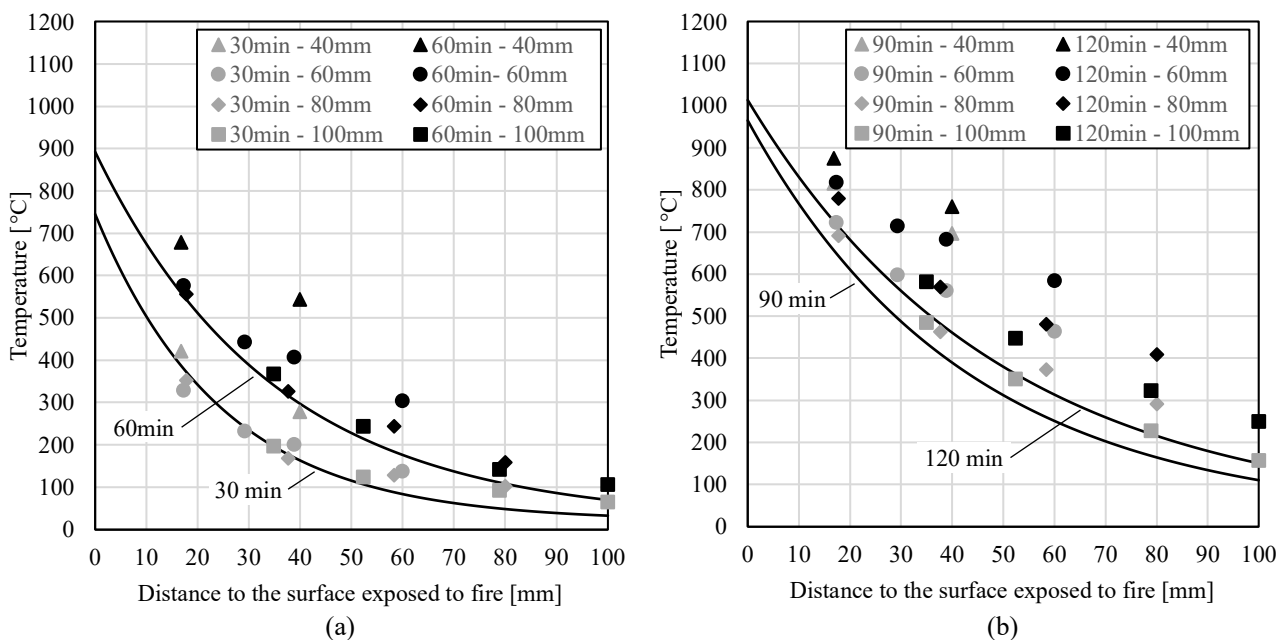 1200
1100
1000
900
800
700
600
500
400
300
200
100
0
Temperature [ °C]
30min - 40mm
60min - 40mm
30min - 60mm
60min- 60mm
30min - 80mm
60min - 80mm
30min - 100mm
60min - 100mm
60min
30 min
0 10 20 30 40 50 60 70 80 90 100
Distance to the surface exposed to fire [mm]
(a)
1200
1100
1000
900
800
700
600
500
400
300
200
100
0
Temperature [ °C]
90min - 40mm
120min - 40mm
90min - 60mm
120min - 60mm
90min - 80mm
120min - 80mm
90min - 100mm
120min - 100mm
90 min
120 min
0 10 20 30 40 50 60 70 80 90 100
Distance to the surface exposed to fire [mm]
(b)